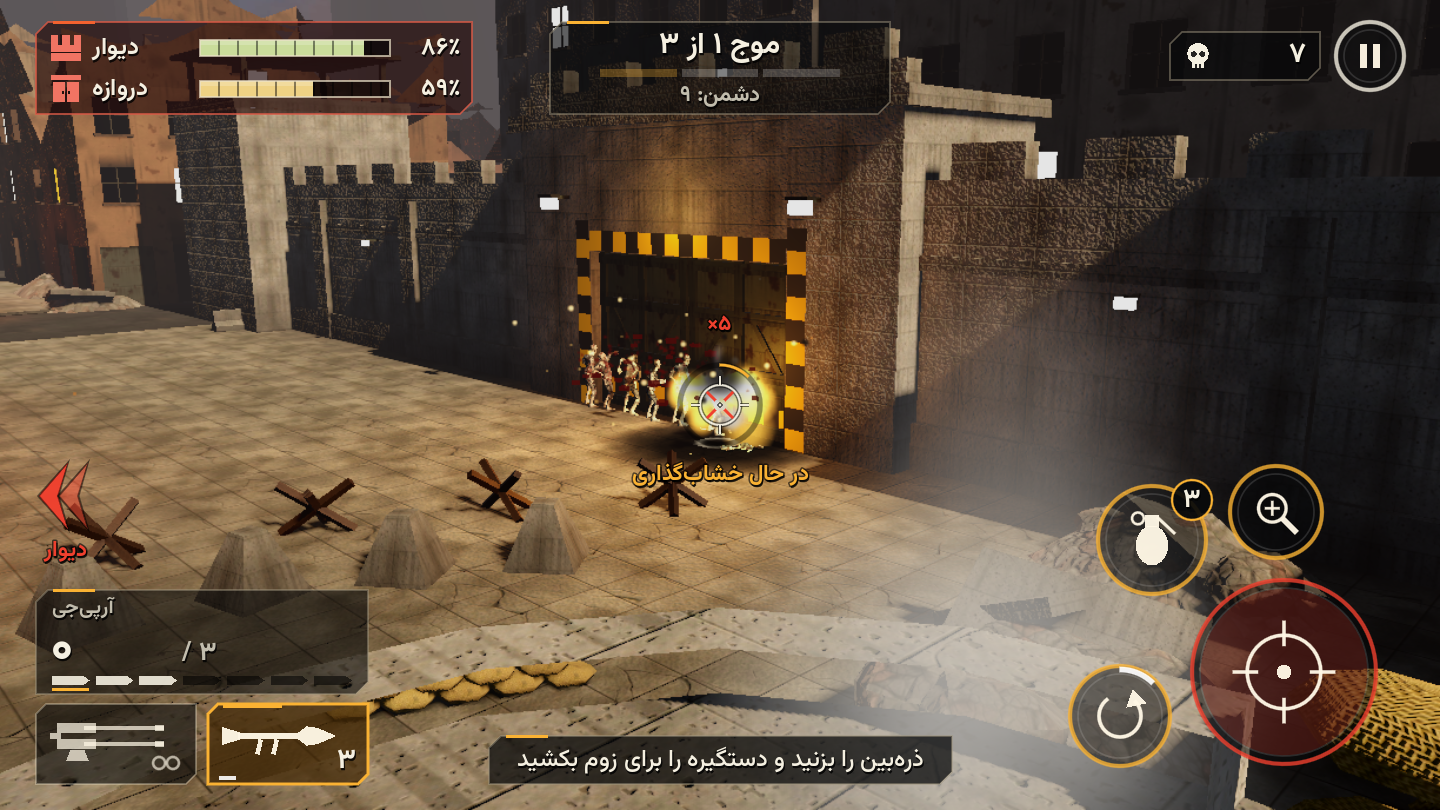 دیوار ۸۶٪
دروازه ۵۹٪
موج ۱ از ۳
دشمن: ۹
۷
×۵
در حال خشاب‌گذاری
دیوار
۳
آرپی‌جی
۰ / ۳
∞
۳
ذره‌بین را بزنید و دستگیره را برای زوم بکشید